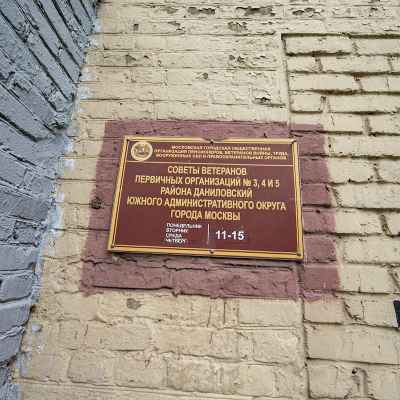 МОСКОВСКАЯ ГОРОДСКАЯ ОБЩЕСТВЕННАЯ
ОРГАНИЗАЦИЯ ПЕНСИОНЕРОВ, ВЕТЕРАНОВ ВОЙНЫ, ТРУДА,
ВООРУЖЕННЫХ СИЛ И ПРАВООХРАНИТЕЛЬНЫХ ОРГАНОВ
СОВЕТЫ ВЕТЕРАНОВ
ПЕРВИЧНЫХ ОРГАНИЗАЦИЙ № 3, 4 И 5
РАЙОНА ДАНИЛОВСКИЙ
ЮЖНОГО АДМИНИСТРАТИВНОГО ОКРУГА
ГОРОДА МОСКВЫ
ПОНЕДЕЛЬНИК
ВТОРНИК
СРЕДА
ЧЕТВЕРГ
11-15